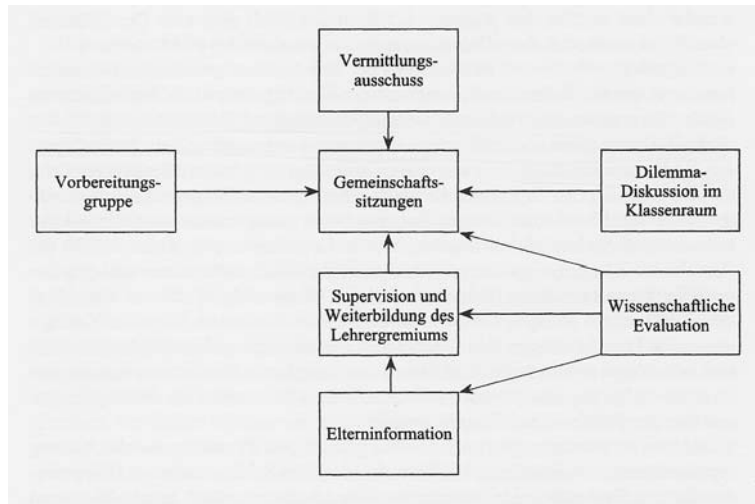 Vermittlungs-
ausschuss
Vorbereitungs-
gruppe
Gemeinschafts-
sitzungen
Dilemma-
Diskussion im
Klassenraum
Supervision und
Weiterbildung des
Lehrergremiums
Wissenschaftliche
Evaluation
Elterninformation